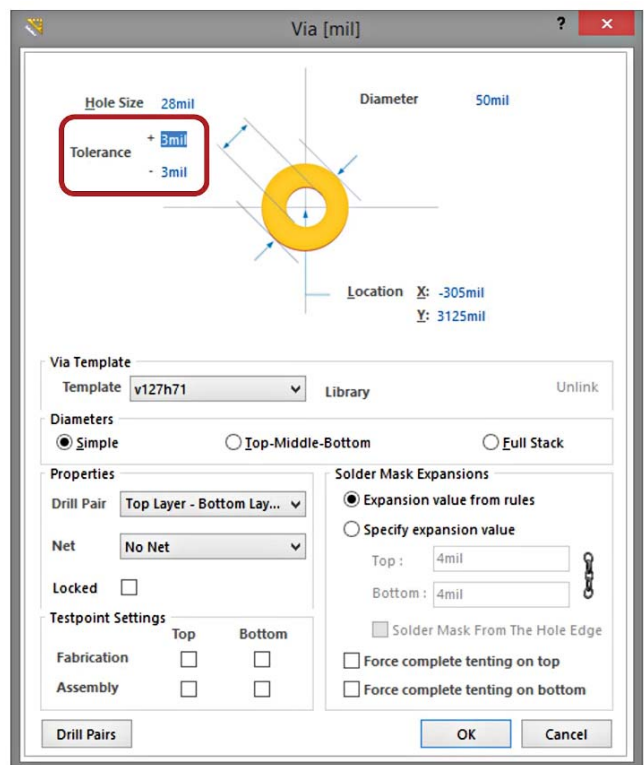 Via [mil]
?
×
Hole Size 28mil
Diameter 50mil
Tolerance + 3mil
- 3mil
Location X: -305mil
Y: 3125mil
Via Template
Template v127h71 Library Unlink
Diameters
Simple Top-Middle-Bottom Full Stack
Properties
Drill Pair Top Layer - Bottom Lay...
Net No Net
Locked
Solder Mask Expansions
Expansion value from rules
Specify expansion value
Top : 4mil
Bottom : 4mil
Solder Mask From The Hole Edge
Force complete tenting on top
Force complete tenting on bottom
Testpoint Settings
Top Bottom
Fabrication
Assembly
Drill Pairs OK Cancel